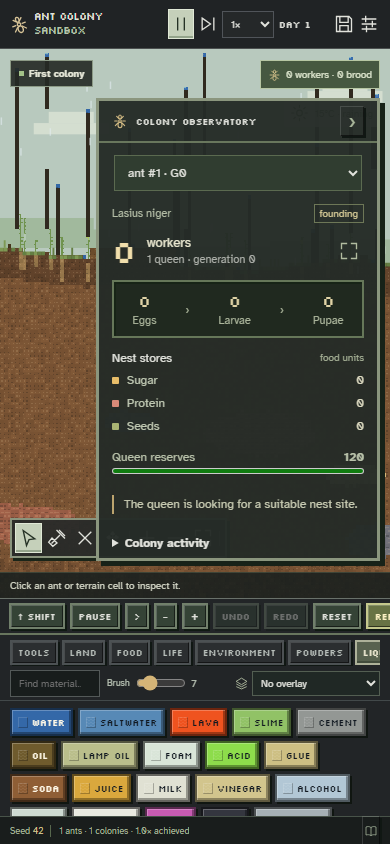 ANT COLONY
SANDBOX
1x
DAY 1
First colony
0 workers · 0 brood
COLONY OBSERVATORY
ant #1 · G0
Lasius niger
founding
0
workers
1 queen · generation 0
0 › 0 › 0
Eggs Larvae Pupae
Nest stores food units
Sugar 0
Protein 0
Seeds 0
Queen reserves 120
The queen is looking for a suitable nest site.
Colony activity
Click an ant or terrain cell to inspect it.
↑ SHIFT PAUSE > - + UNDO REDO RESET
TOOLS LAND FOOD LIFE ENVIRONMENT POWDERS LIQ
Find material.. Brush 7 No overlay
WATER SALTWATER LAVA SLIME CEMENT
OIL LAMP OIL FOAM ACID GLUE
SODA JUICE MILK VINEGAR ALCOHOL
Seed 42 | 1 ants · 1 colonies · 1.0x achieved